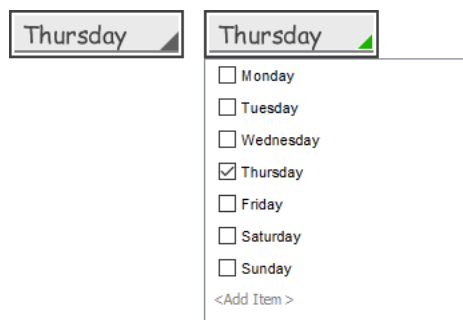 Thursday
Thursday
Monday
Tuesday
Wednesday
Thursday
Friday
Saturday
Sunday
<Add Item >